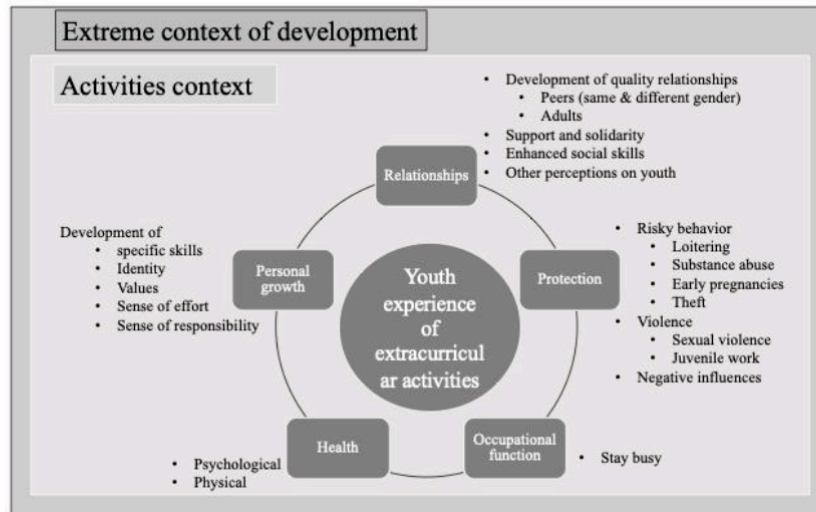 Extreme context of development
Activities context
• Development of quality relationships
• Peers (same & different gender)
• Adults
• Support and solidarity
• Enhanced social skills
• Other perceptions on youth
Relationships
Development of
• specific skills
• Identity
• Values
• Sense of effort
• Sense of responsibility
Personal
growth
Youth
experience
of
extracurricul
ar activities
Protection
• Risky behavior
• Loitering
• Substance abuse
• Early pregnancies
• Theft
• Violence
• Sexual violence
• Juvenile work
• Negative influences
Health
• Psychological
• Physical
Occupational
function
• Stay busy